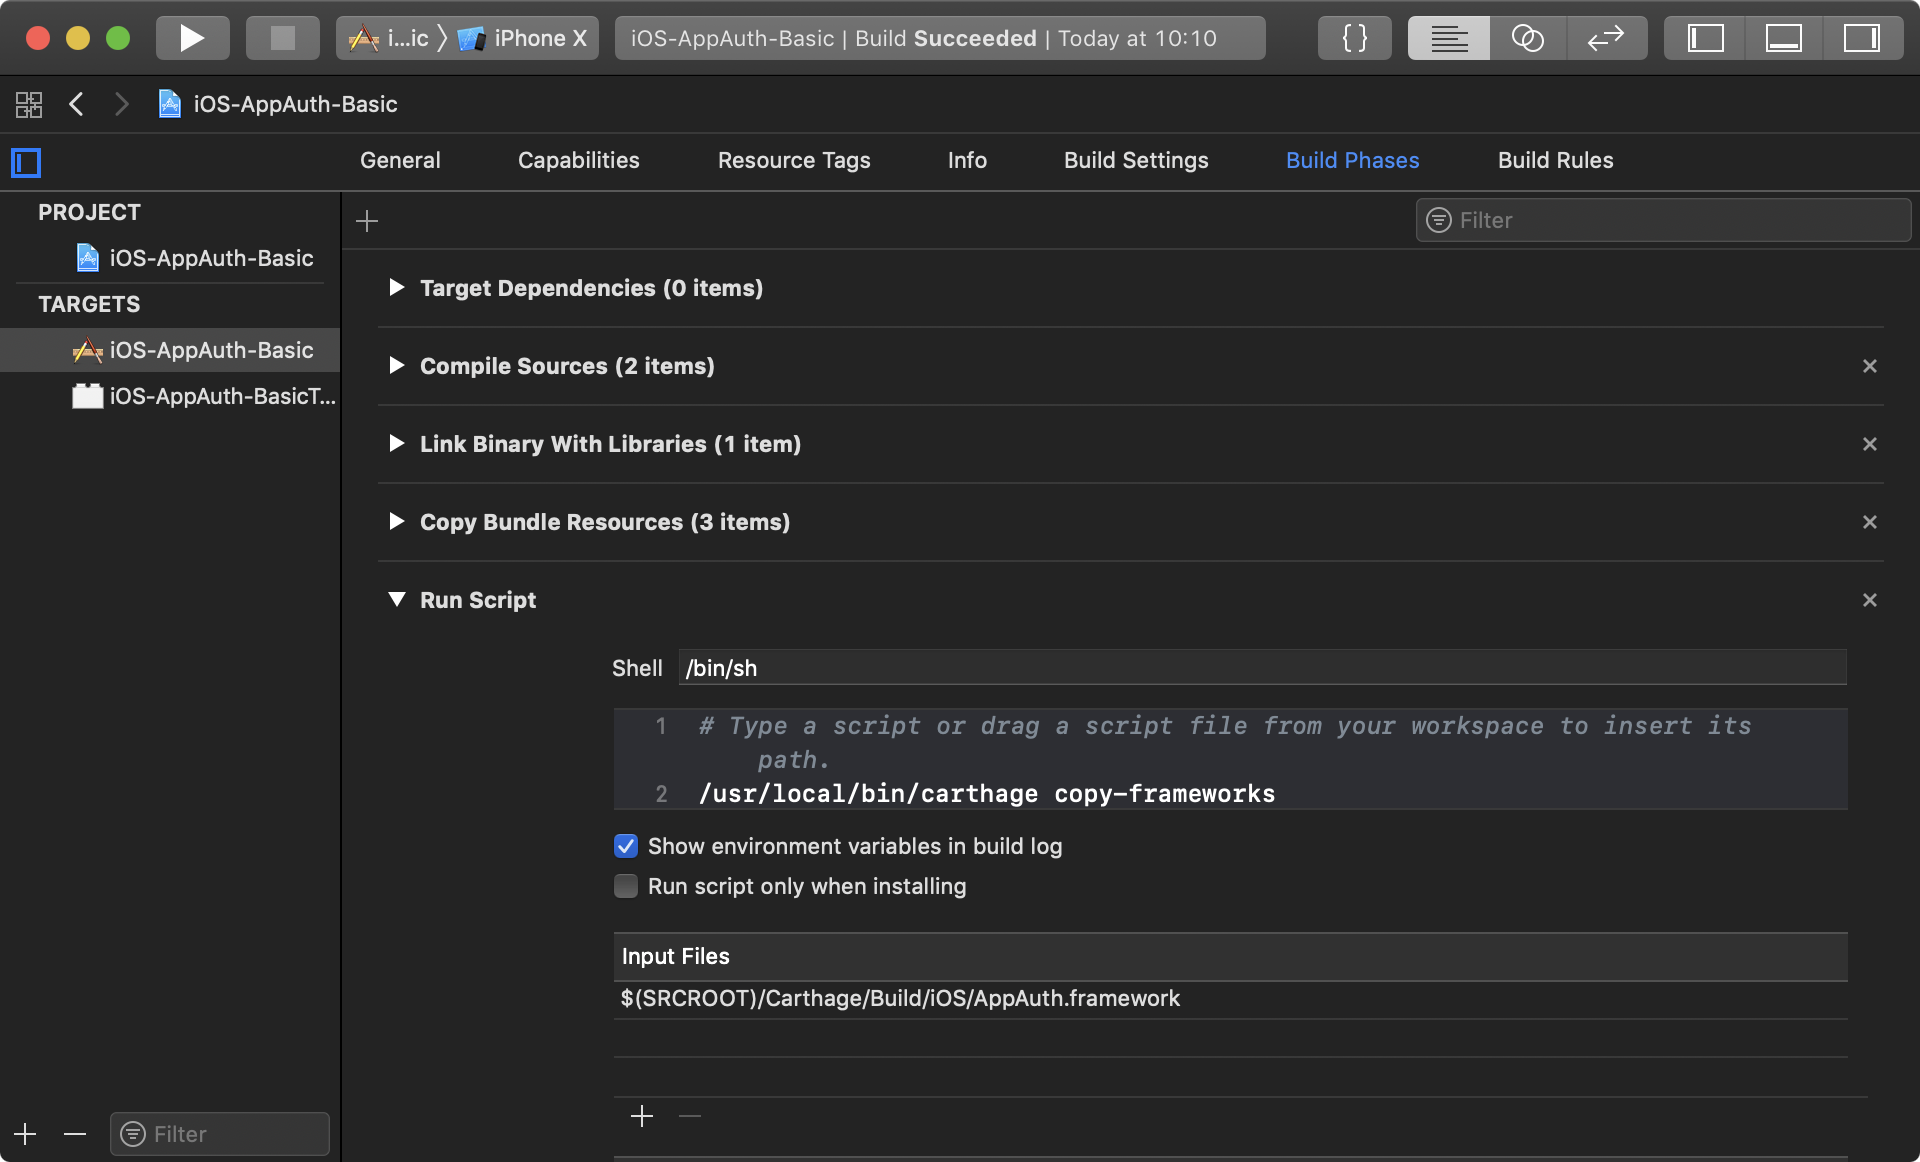 i...ic 〉 iPhone X
iOS-AppAuth-Basic | Build Succeeded | Today at 10:10
{ }
iOS-AppAuth-Basic
General Capabilities Resource Tags Info Build Settings Build Phases Build Rules
PROJECT
iOS-AppAuth-Basic
TARGETS
iOS-AppAuth-Basic
iOS-AppAuth-BasicT...
Filter
Filter
Target Dependencies (0 items)
Compile Sources (2 items)
Link Binary With Libraries (1 item)
Copy Bundle Resources (3 items)
Run Script
Shell /bin/sh
1 # Type a script or drag a script file from your workspace to insert its
path.
2 /usr/local/bin/carthage copy-frameworks
Show environment variables in build log
Run script only when installing
Input Files
$(SRCROOT)/Carthage/Build/iOS/AppAuth.framework